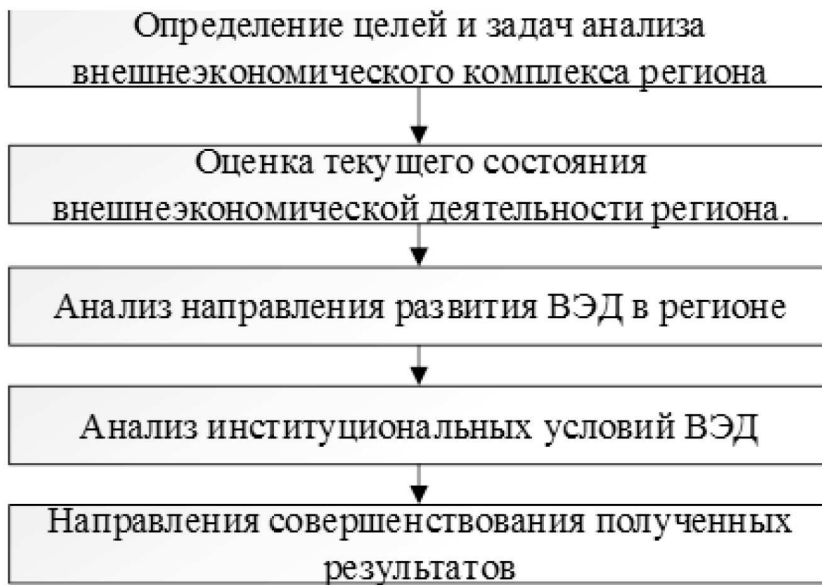 Определение целей и задач анализа
внешнеэкономического комплекса региона
Оценка текущего состояния
внешнеэкономической деятельности региона.
Анализ направления развития ВЭД в регионе
Анализ институциональных условий ВЭД
Направления совершенствования полученных
результатов